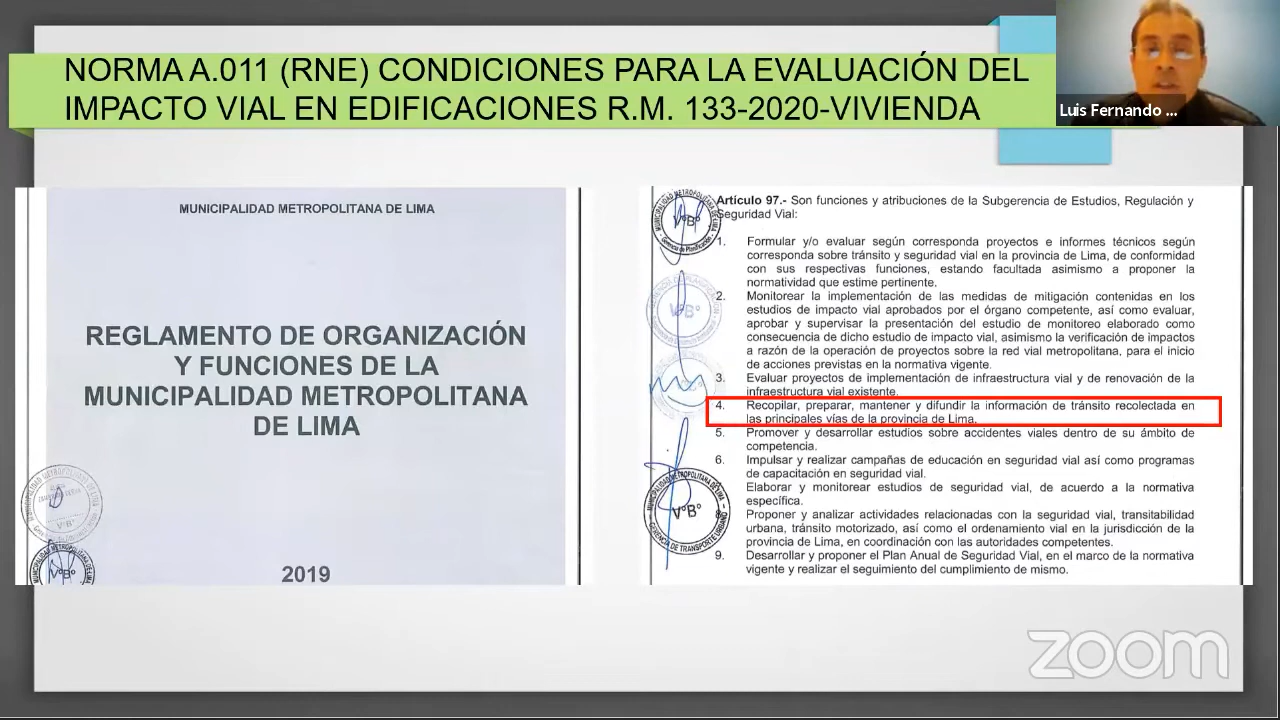 NORMA A.011 (RNE) CONDICIONES PARA LA EVALUACIÓN DEL
IMPACTO VIAL EN EDIFICACIONES R.M. 133-2020-VIVIENDA
Luis Fernando ...
MUNICIPALIDAD METROPOLITANA DE LIMA
REGLAMENTO DE ORGANIZACIÓN
Y FUNCIONES DE LA
MUNICIPALIDAD METROPOLITANA
DE LIMA
2019
V°B°
V°B°
Artículo 97.- Son funciones y atribuciones de la Subgerencia de Estudios, Regulación y
Seguridad Vial:
1. Formular y/o evaluar según corresponda proyectos e informes técnicos según
corresponda sobre tránsito y seguridad vial en la provincia de Lima, de conformidad
con sus respectivas funciones, estando facultada asimismo a proponer la
normatividad que estime pertinente.
2. Monitorear la implementación de las medidas de mitigación contenidas en los
estudios de impacto vial aprobados por el órgano competente, así como evaluar,
aprobar y supervisar la presentación del estudio de monitoreo elaborado como
consecuencia de dicho estudio de impacto vial, asimismo la verificación de impactos
a razón de la operación de proyectos sobre la red vial metropolitana, para el inicio
de acciones previstas en la normativa vigente.
3. Evaluar proyectos de implementación de infraestructura vial y de renovación de la
infraestructura vial existente.
4. Recopilar, preparar, mantener y difundir la información de tránsito recolectada en
las principales vías de la provincia de Lima.
5. Promover y desarrollar estudios sobre accidentes viales dentro de su ámbito de
competencia.
6. Impulsar y realizar campañas de educación en seguridad vial así como programas
de capacitación en seguridad vial.
Elaborar y monitorear estudios de seguridad vial, de acuerdo a la normativa
específica.
8. Proponer y analizar actividades relacionadas con la seguridad vial, transitabilidad
urbana, tránsito motorizado, así como el ordenamiento vial en la jurisdicción de la
provincia de Lima, en coordinación con las autoridades competentes.
9. Desarrollar y proponer el Plan Anual de Seguridad Vial, en el marco de la normativa
vigente y realizar el seguimiento del cumplimiento de mismo.
V°B°
V°B°
MUNICIPALIDAD METROPOLITANA DE LIMA
V°B°
GERENCIA DE TRANSPORTE URBANO
zoom